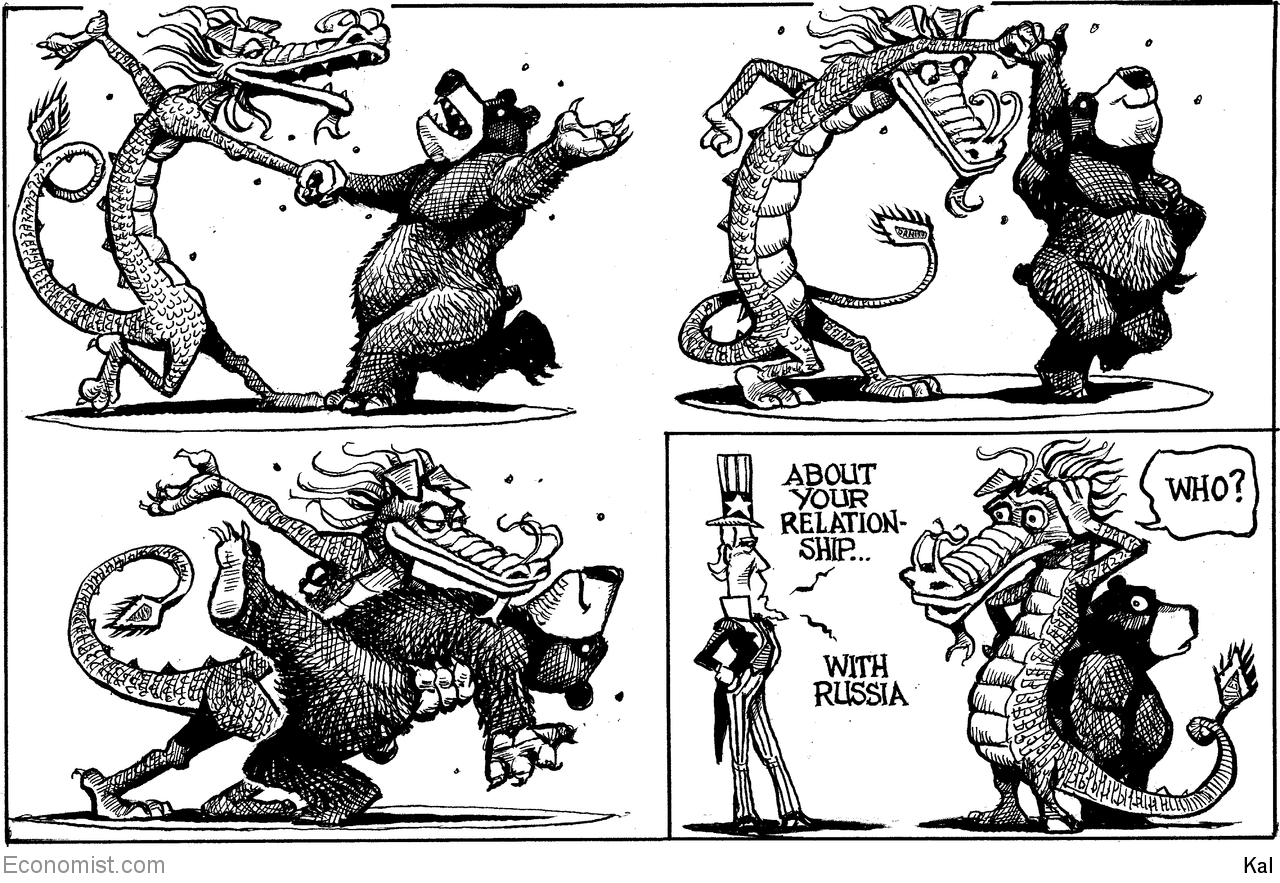 ABOUT
YOUR
RELATION-
SHIP...
WITH
RUSSIA
WHO?
Economist.com
Kal